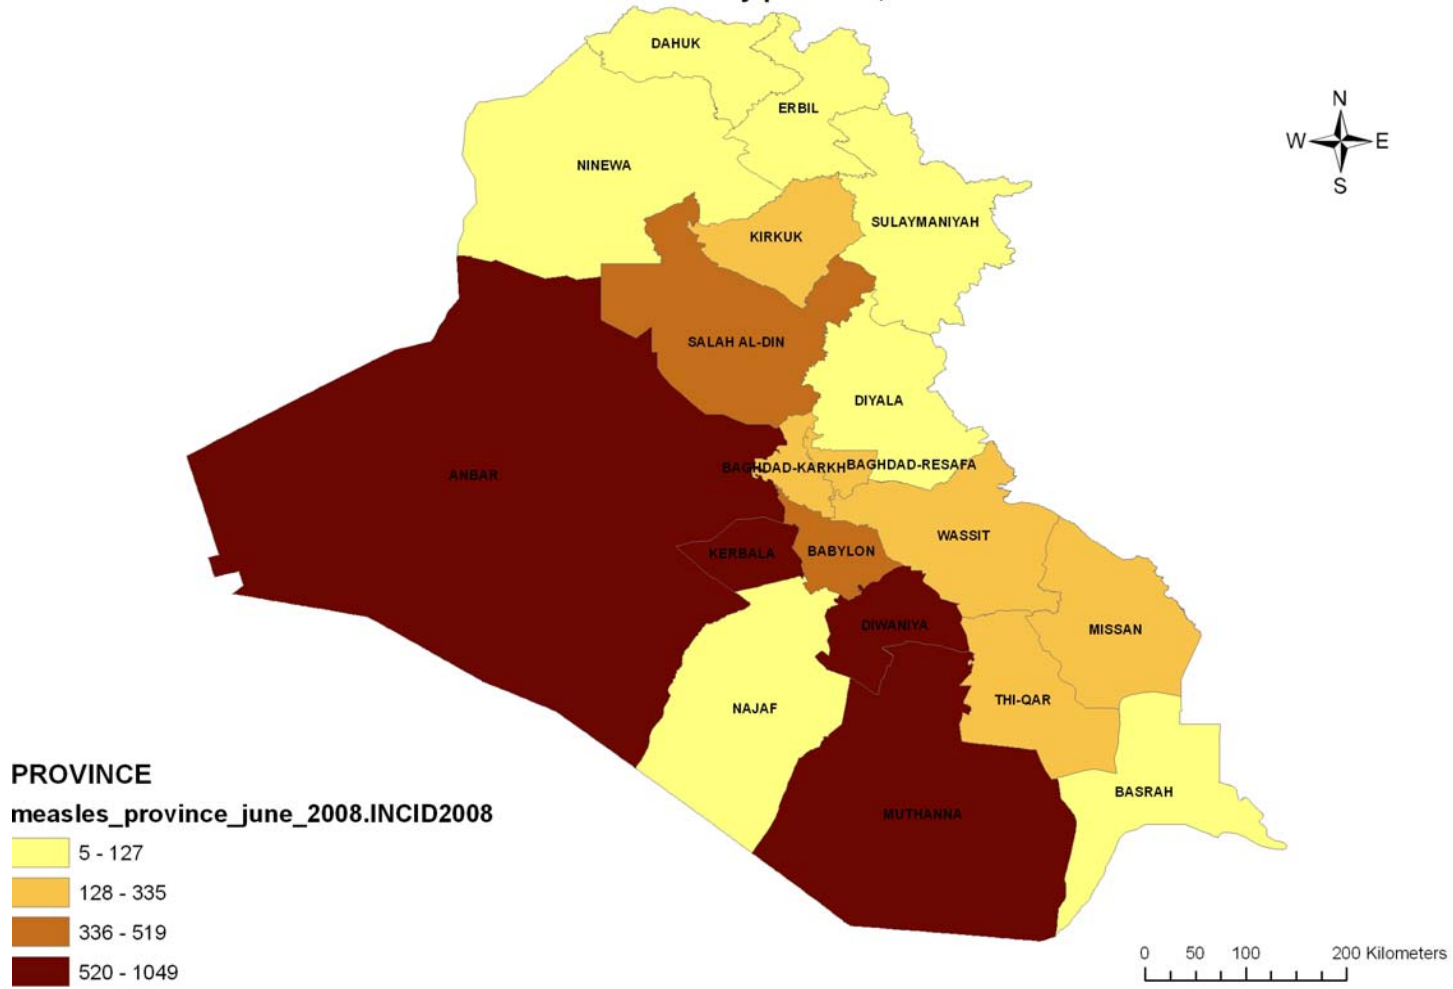 DAHUK
ERBIL
NINEWA
SULAYMANIYAH
KIRKUK
SALAH AL-DIN
DIYALA
BAGHDAD-KARKH
BAGHDAD-RESAFA
ANBAR
WASSIT
KERBALA
BABYLON
DIWANIYA
MISSAN
THI-QAR
NAJAF
BASRAH
MUTHANNA
N
W E
S
PROVINCE
measles_province_june_2008.INCID2008
5 - 127
128 - 335
336 - 519
520 - 1049
0 50 100 200 Kilometers